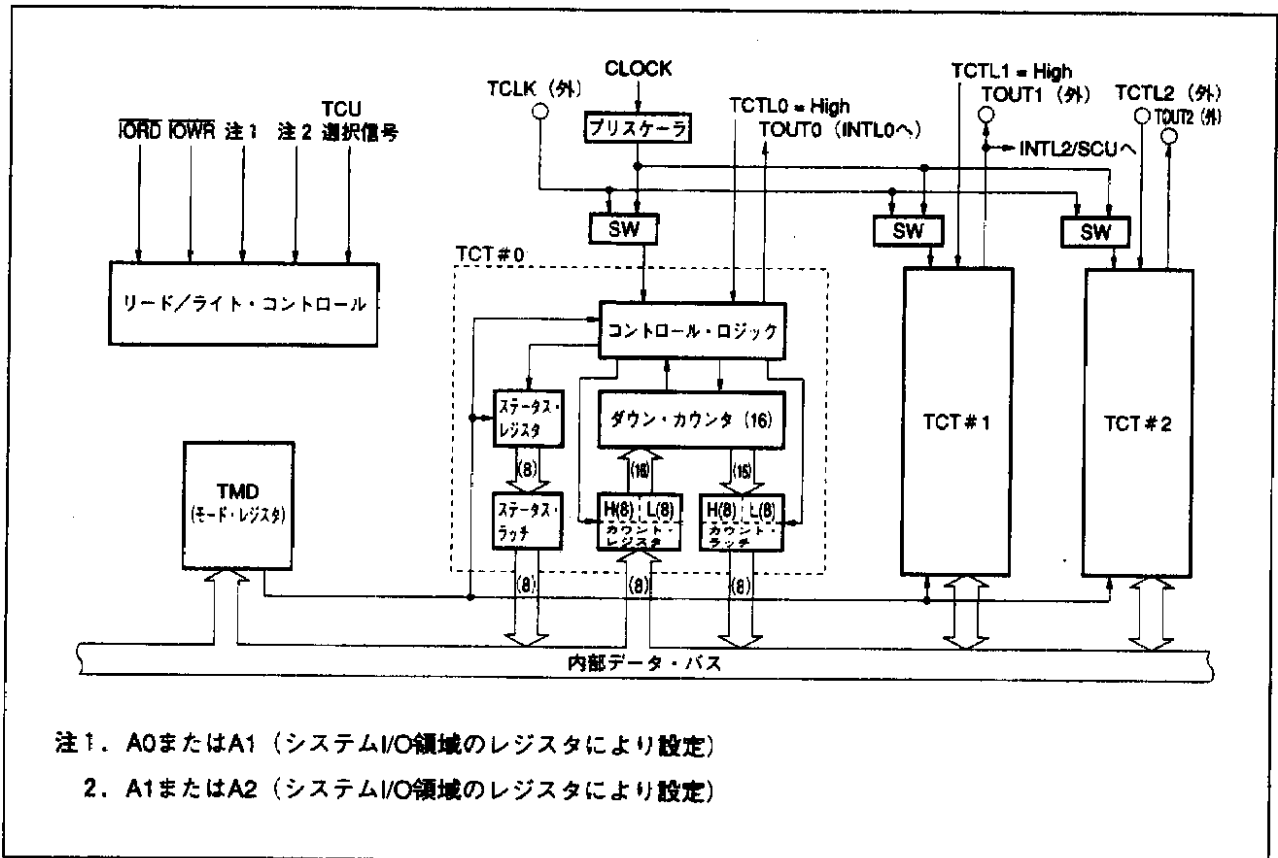 CLOCK
TCLK (外)
TCTL0 = High
TOUT0 (INTL0へ)
TCTL1 = High
TOUT1 (外)
INTL2/SCUへ
TCTL2 (外)
TOUT2 (外)
プリスケーラ
IORD IOWR 注1 注2 TCU
選択信号
SW
SW
SW
TCT#0
リード/ライト・コントロール
コントロール・ロジック
ステータス・
レジスタ
ダウン・カウンタ (16)
TCT#1
TCT#2
(8)
(16)
(16)
TMD
(モード・レジスタ)
ステータス・
ラッチ
H(8) L(8)
カウント・
レジスタ
H(8) L(8)
カウント・
ラッチ
(8)
(8)
(8)
内部データ・バス
注1. A0またはA1 (システムI/O領域のレジスタにより設定)
2. A1またはA2 (システムI/O領域のレジスタにより設定)